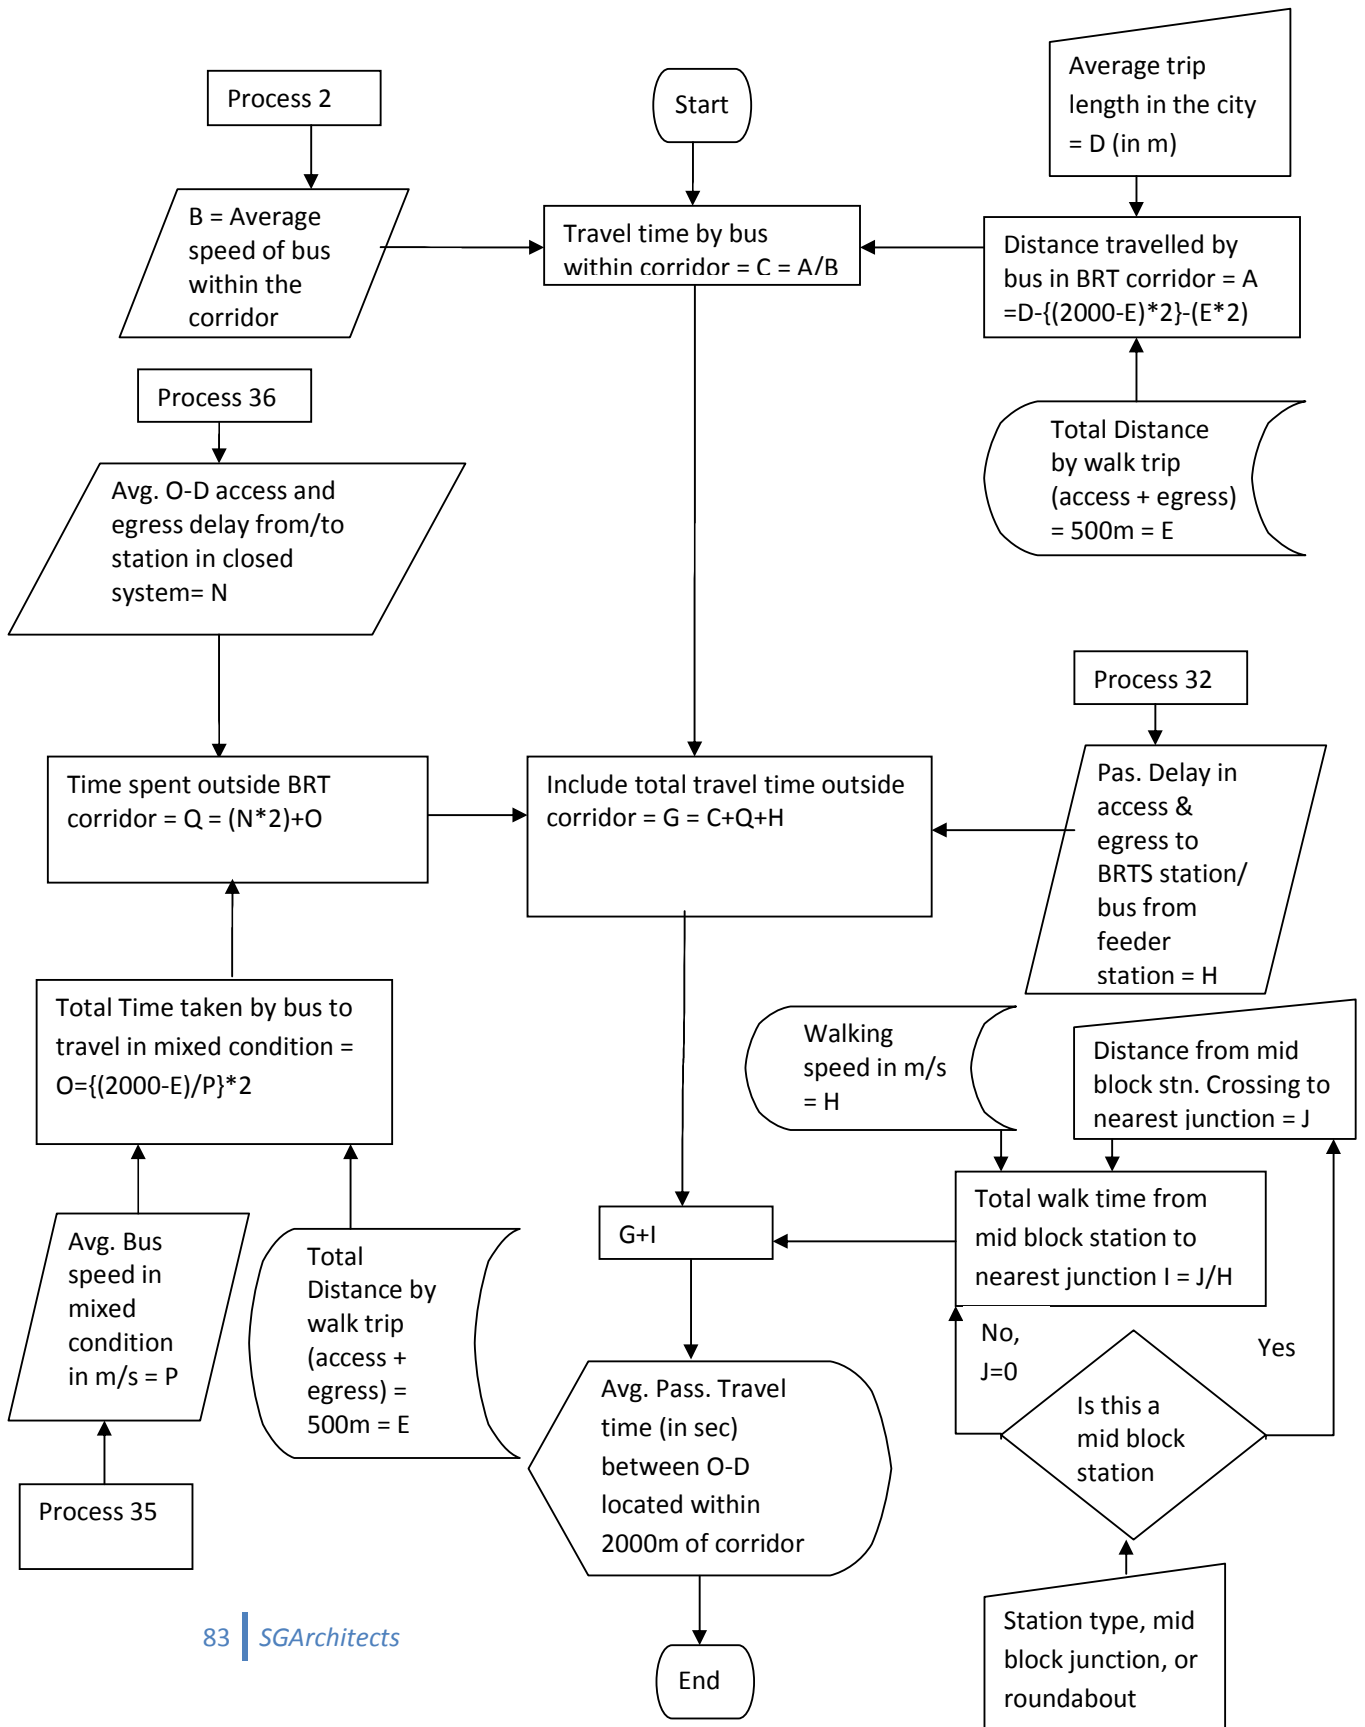 Process 2
Start
Average trip
length in the city
= D (in m)
B = Average
speed of bus
within the
corridor
Travel time by bus
within corridor = C = A/B
Distance travelled by
bus in BRT corridor = A
=D-{(2000-E)*2}-(E*2)
Process 36
Total Distance
by walk trip
(access + egress)
= 500m = E
Avg. O-D access and
egress delay from/to
station in closed
system= N
Process 32
Time spent outside BRT
corridor = Q = (N*2)+O
Include total travel time outside
corridor = G = C+Q+H
Pas. Delay in
access &
egress to
BRTS station/
bus from
feeder
station = H
Total Time taken by bus to
travel in mixed condition =
O={(2000-E)/P}*2
Walking
speed in m/s
= H
Distance from mid
block stn. Crossing to
nearest junction = J
Total walk time from
mid block station to
nearest junction I = J/H
G+I
Avg. Bus
speed in
mixed
condition
in m/s = P
Total
Distance by
walk trip
(access +
egress) =
500m = E
No,
J=0
Yes
Is this a
mid block
station
Avg. Pass. Travel
time (in sec)
between O-D
located within
2000m of corridor
Process 35
Station type, mid
block junction, or
roundabout
End
83 SGArchitects